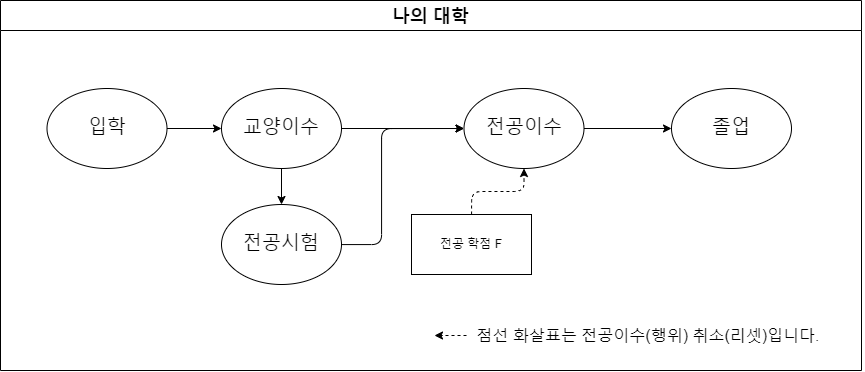 나의 대학
입학
교양이수
전공이수
졸업
전공시험
전공 학점 F
점선 화살표는 전공이수(행위) 취소(리셋)입니다.